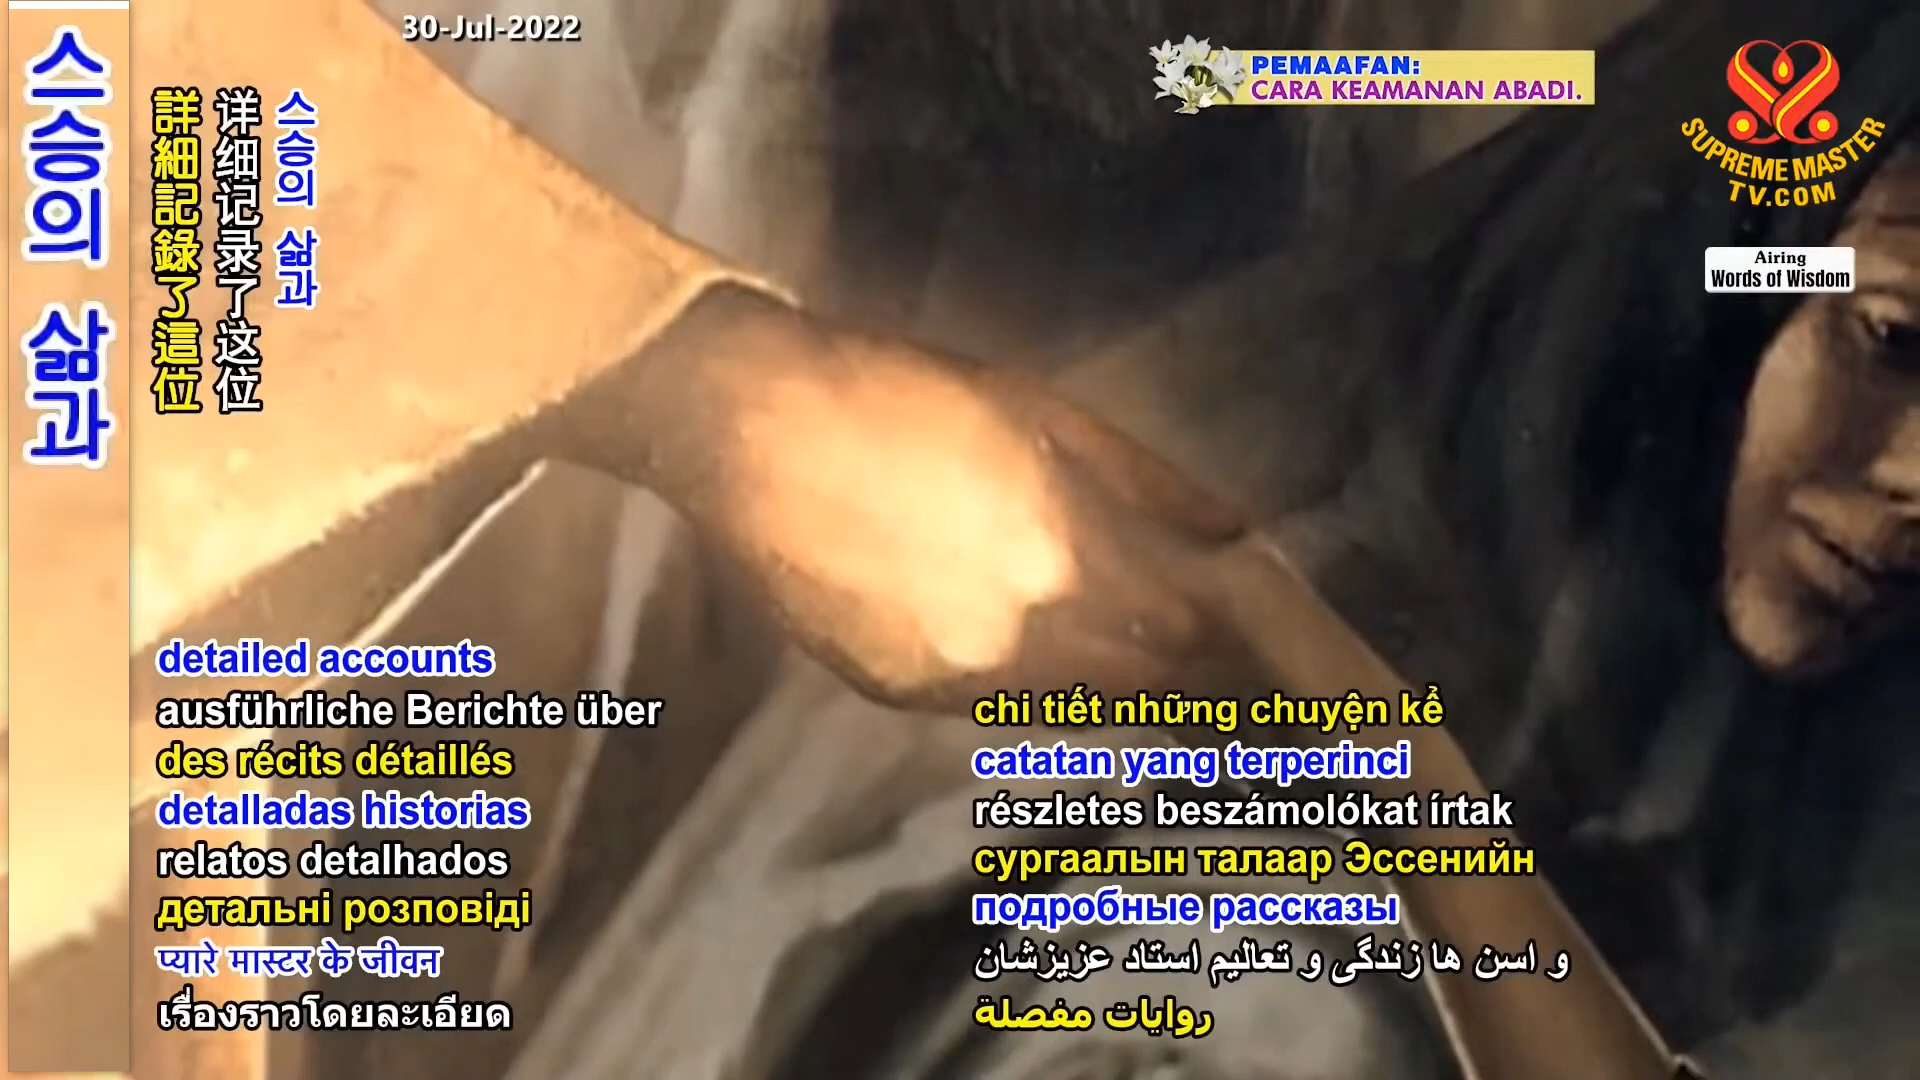 30-Jul-2022
PEMAAFAN:
CARA KEAMANAN ABADI.
SUPREME MASTER
TV.COM
Airing
Words of Wisdom
스승의 삶과
詳細記錄了這位
详细记录了这位
스승의 삶과
detailed accounts
ausführliche Berichte über
des récits détaillés
detalladas historias
relatos detalhados
детальні розповіді
प्यारे मास्टर के जीवन
เรื่องราวโดยละเอียด
chi tiết những chuyện kể
catatan yang terperinci
részletes beszámolókat írtak
сургаалын талаар Эссенийн
подробные рассказы
و اسن ها زندگی و تعالیم استاد عزیزشان
روايات مفصلة